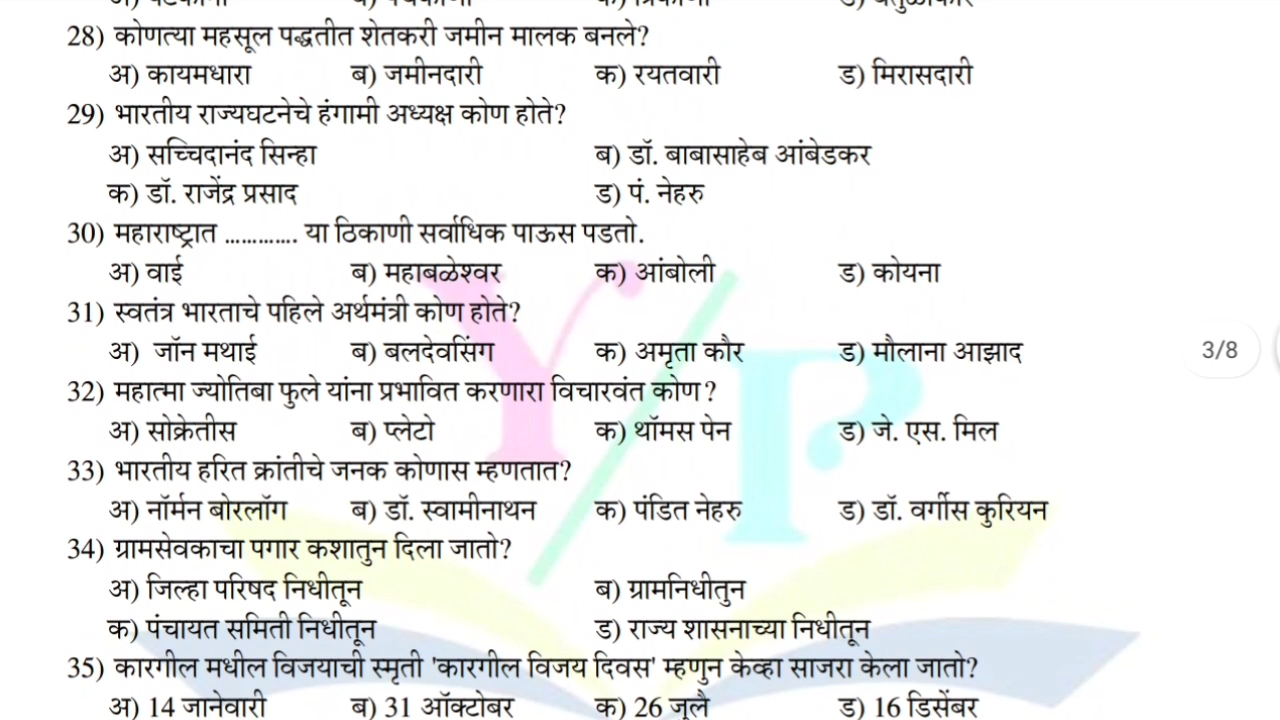 28) कोणत्या महसूल पद्धतीत शेतकरी जमीन मालक बनले?
अ) कायमधारा ब) जमीनदारी क) रयतवारी ड) मिरासदारी
29) भारतीय राज्यघटनेचे हंगामी अध्यक्ष कोण होते?
अ) सच्चिदानंद सिन्हा ब) डॉ. बाबासाहेब आंबेडकर
क) डॉ. राजेंद्र प्रसाद ड) पं. नेहरु
30) महाराष्ट्रात ............. या ठिकाणी सर्वाधिक पाऊस पडतो.
अ) वाई ब) महाबळेश्वर क) आंबोली ड) कोयना
31) स्वतंत्र भारताचे पहिले अर्थमंत्री कोण होते?
अ) जॉन मथाई ब) बलदेवसिंग क) अमृता कौर ड) मौलाना आझाद
3/8
32) महात्मा ज्योतिबा फुले यांना प्रभावित करणारा विचारवंत कोण?
अ) सोक्रेतीस ब) प्लेटो क) थॉमस पेन ड) जे. एस. मिल
33) भारतीय हरित क्रांतीचे जनक कोणास म्हणतात?
अ) नॉर्मन बोरलॉग ब) डॉ. स्वामीनाथन क) पंडित नेहरु ड) डॉ. वर्गीस कुरियन
34) ग्रामसेवकाचा पगार कशातुन दिला जातो?
अ) जिल्हा परिषद निधीतून ब) ग्रामनिधीतुन
क) पंचायत समिती निधीतून ड) राज्य शासनाच्या निधीतून
35) कारगील मधील विजयाची स्मृती 'कारगील विजय दिवस' म्हणुन केव्हा साजरा केला जातो?
अ) 14 जानेवारी ब) 31 ऑक्टोबर क) 26 जूलै ड) 16 डिसेंबर
Y/P